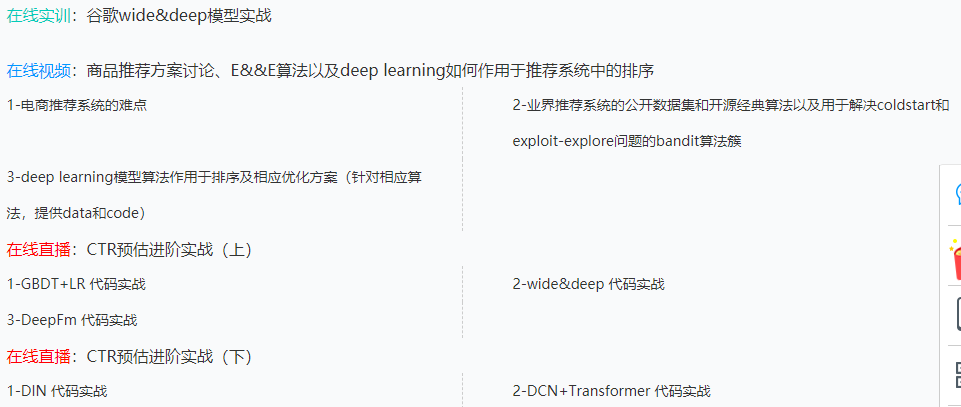 在线实训：谷歌wide&deep模型实战
在线视频：商品推荐方案讨论、E&&E算法以及deep learning如何作用于推荐系统中的排序
1-电商推荐系统的难点
2-业界推荐系统的公开数据集和开源经典算法以及用于解决coldstart和
exploit-explore问题的bandit算法簇
3-deep learning模型算法作用于排序及相应优化方案（针对相应算
法，提供data和code）
在线直播：CTR预估进阶实战（上）
1-GBDT+LR 代码实战
2-wide&deep 代码实战
3-DeepFm 代码实战
在线直播：CTR预估进阶实战（下）
1-DIN 代码实战
2-DCN+Transformer 代码实战